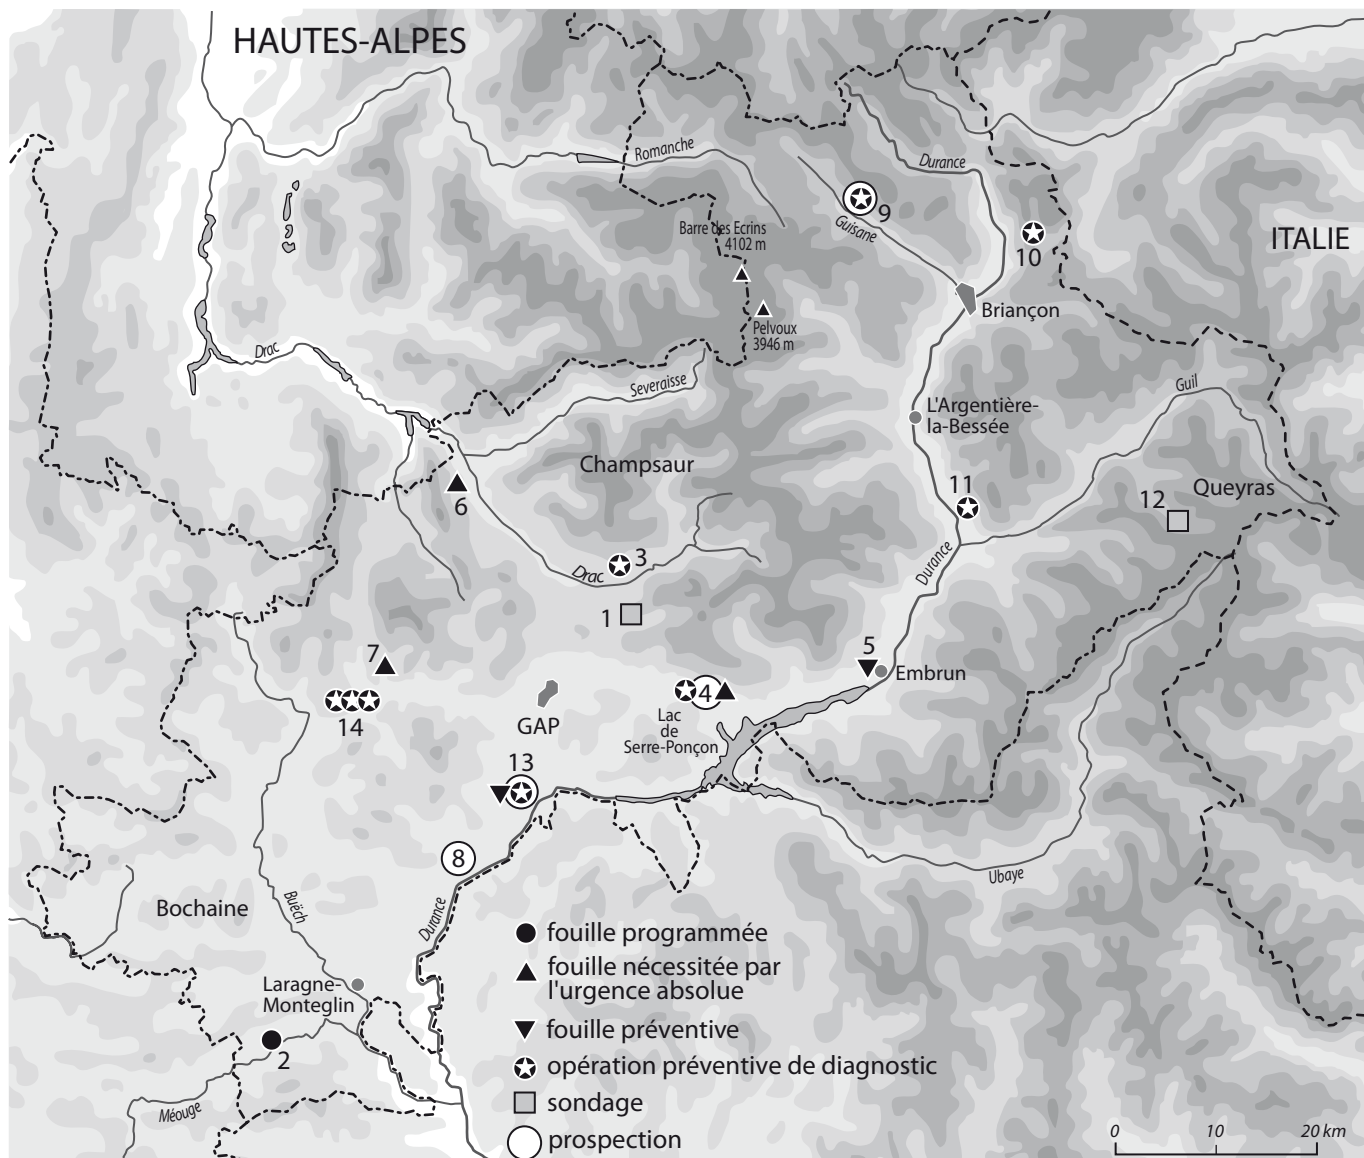 HAUTES-ALPES
Romanche
Durance
9
Guisane
Barre des Ecrins
4102 m
10
ITALIE
Briançon
Pelvoux
3946 m
Drac
Severaisse
Guil
L'Argentière-
la-Bessée
Champsaur
11
Queyras
12
6
3
Drac
Durance
1
7
5
Embrun
4
14
GAP
Lac
de
Serre-Ponçon
13
8
Ubaye
Bochaine
Buëch
Durance
Laragne-
Monteglin
2
Méouge
fouille programmée
fouille nécessitée par
l'urgence absolue
fouille préventive
opération préventive de diagnostic
sondage
prospection
0 10 20 km